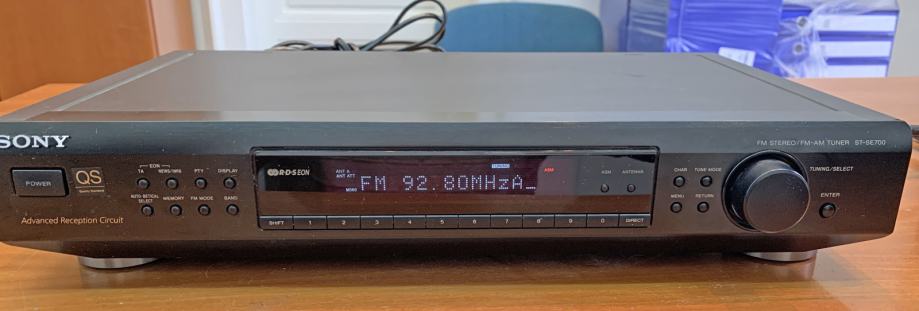 SONY
FM STEREO/FM-AM TUNER ST-SE700
POWER
QS
Advanced Reception Circuit
EON
TA NEWS/INFO PTY DISPLAY
AUTO-BETICAL
SELECT MEMORY FM MODE BAND
R·D·S EON
ANT A
ANT ATT
MONO
TUNING
ASM
FM 92.80MHzA
ASM ANTENNA
SHIFT 1 2 3 4 5 6 7 8 9 0 DIRECT
CHAR TUNE MODE
MENU RETURN
TUNING/SELECT
ENTER